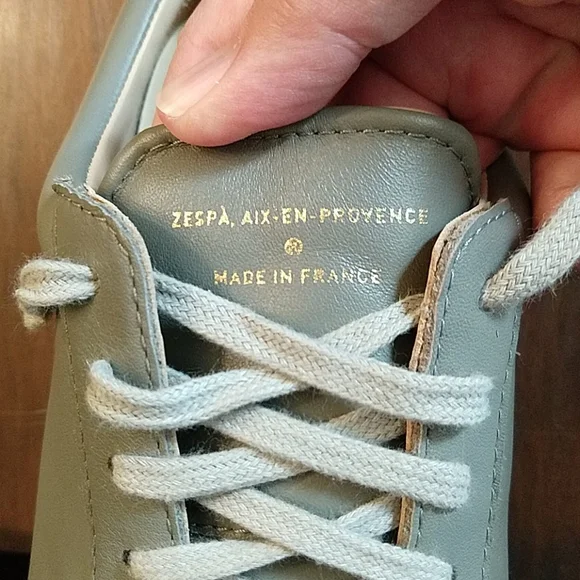 ZESPÀ, AIX-EN-PROVENCE
MADE IN FRANCE